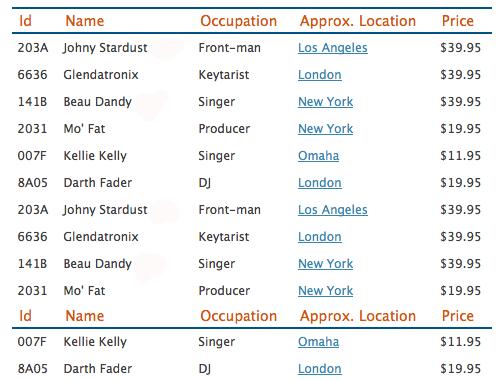 Id Name Occupation Approx. Location Price
203A Johny Stardust Front-man Los Angeles $39.95
6636 Glendatronix Keytarist London $39.95
141B Beau Dandy Singer New York $39.95
2031 Mo' Fat Producer New York $19.95
007F Kellie Kelly Singer Omaha $11.95
8A05 Darth Fader DJ London $19.95
203A Johny Stardust Front-man Los Angeles $39.95
6636 Glendatronix Keytarist London $39.95
141B Beau Dandy Singer New York $39.95
2031 Mo' Fat Producer New York $19.95
Id Name Occupation Approx. Location Price
007F Kellie Kelly Singer Omaha $11.95
8A05 Darth Fader DJ London $19.95